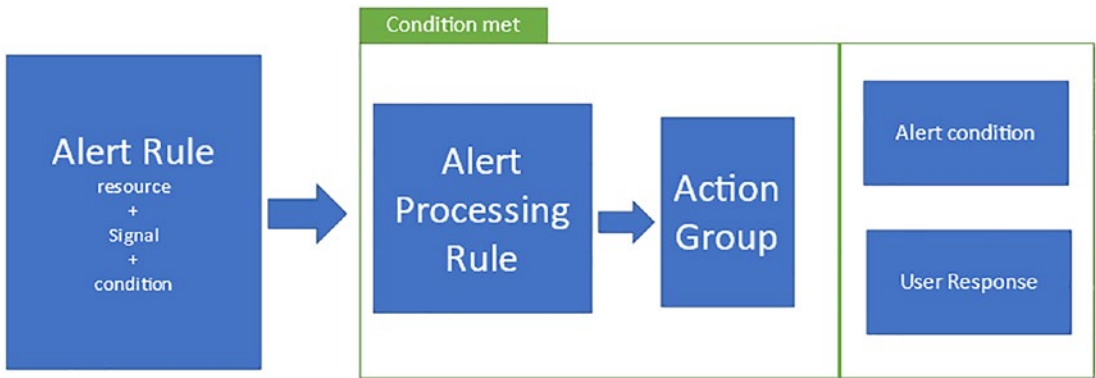 Condition met
Alert Rule
resource
+
Signal
+
condition
Alert
Processing
Rule
Action
Group
Alert condition
User Response